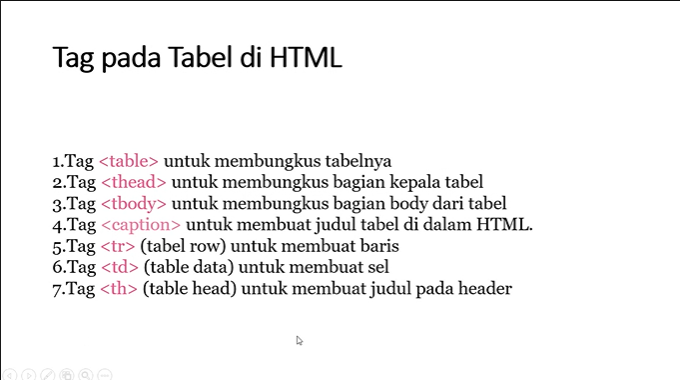 Tag pada Tabel di HTML
1.Tag <table> untuk membungkus tabelnya
2.Tag <thead> untuk membungkus bagian kepala tabel
3.Tag <tbody> untuk membungkus bagian body dari tabel
4.Tag <caption> untuk membuat judul tabel di dalam HTML.
5.Tag <tr> (tabel row) untuk membuat baris
6.Tag <td> (table data) untuk membuat sel
7.Tag <th> (table head) untuk membuat judul pada header